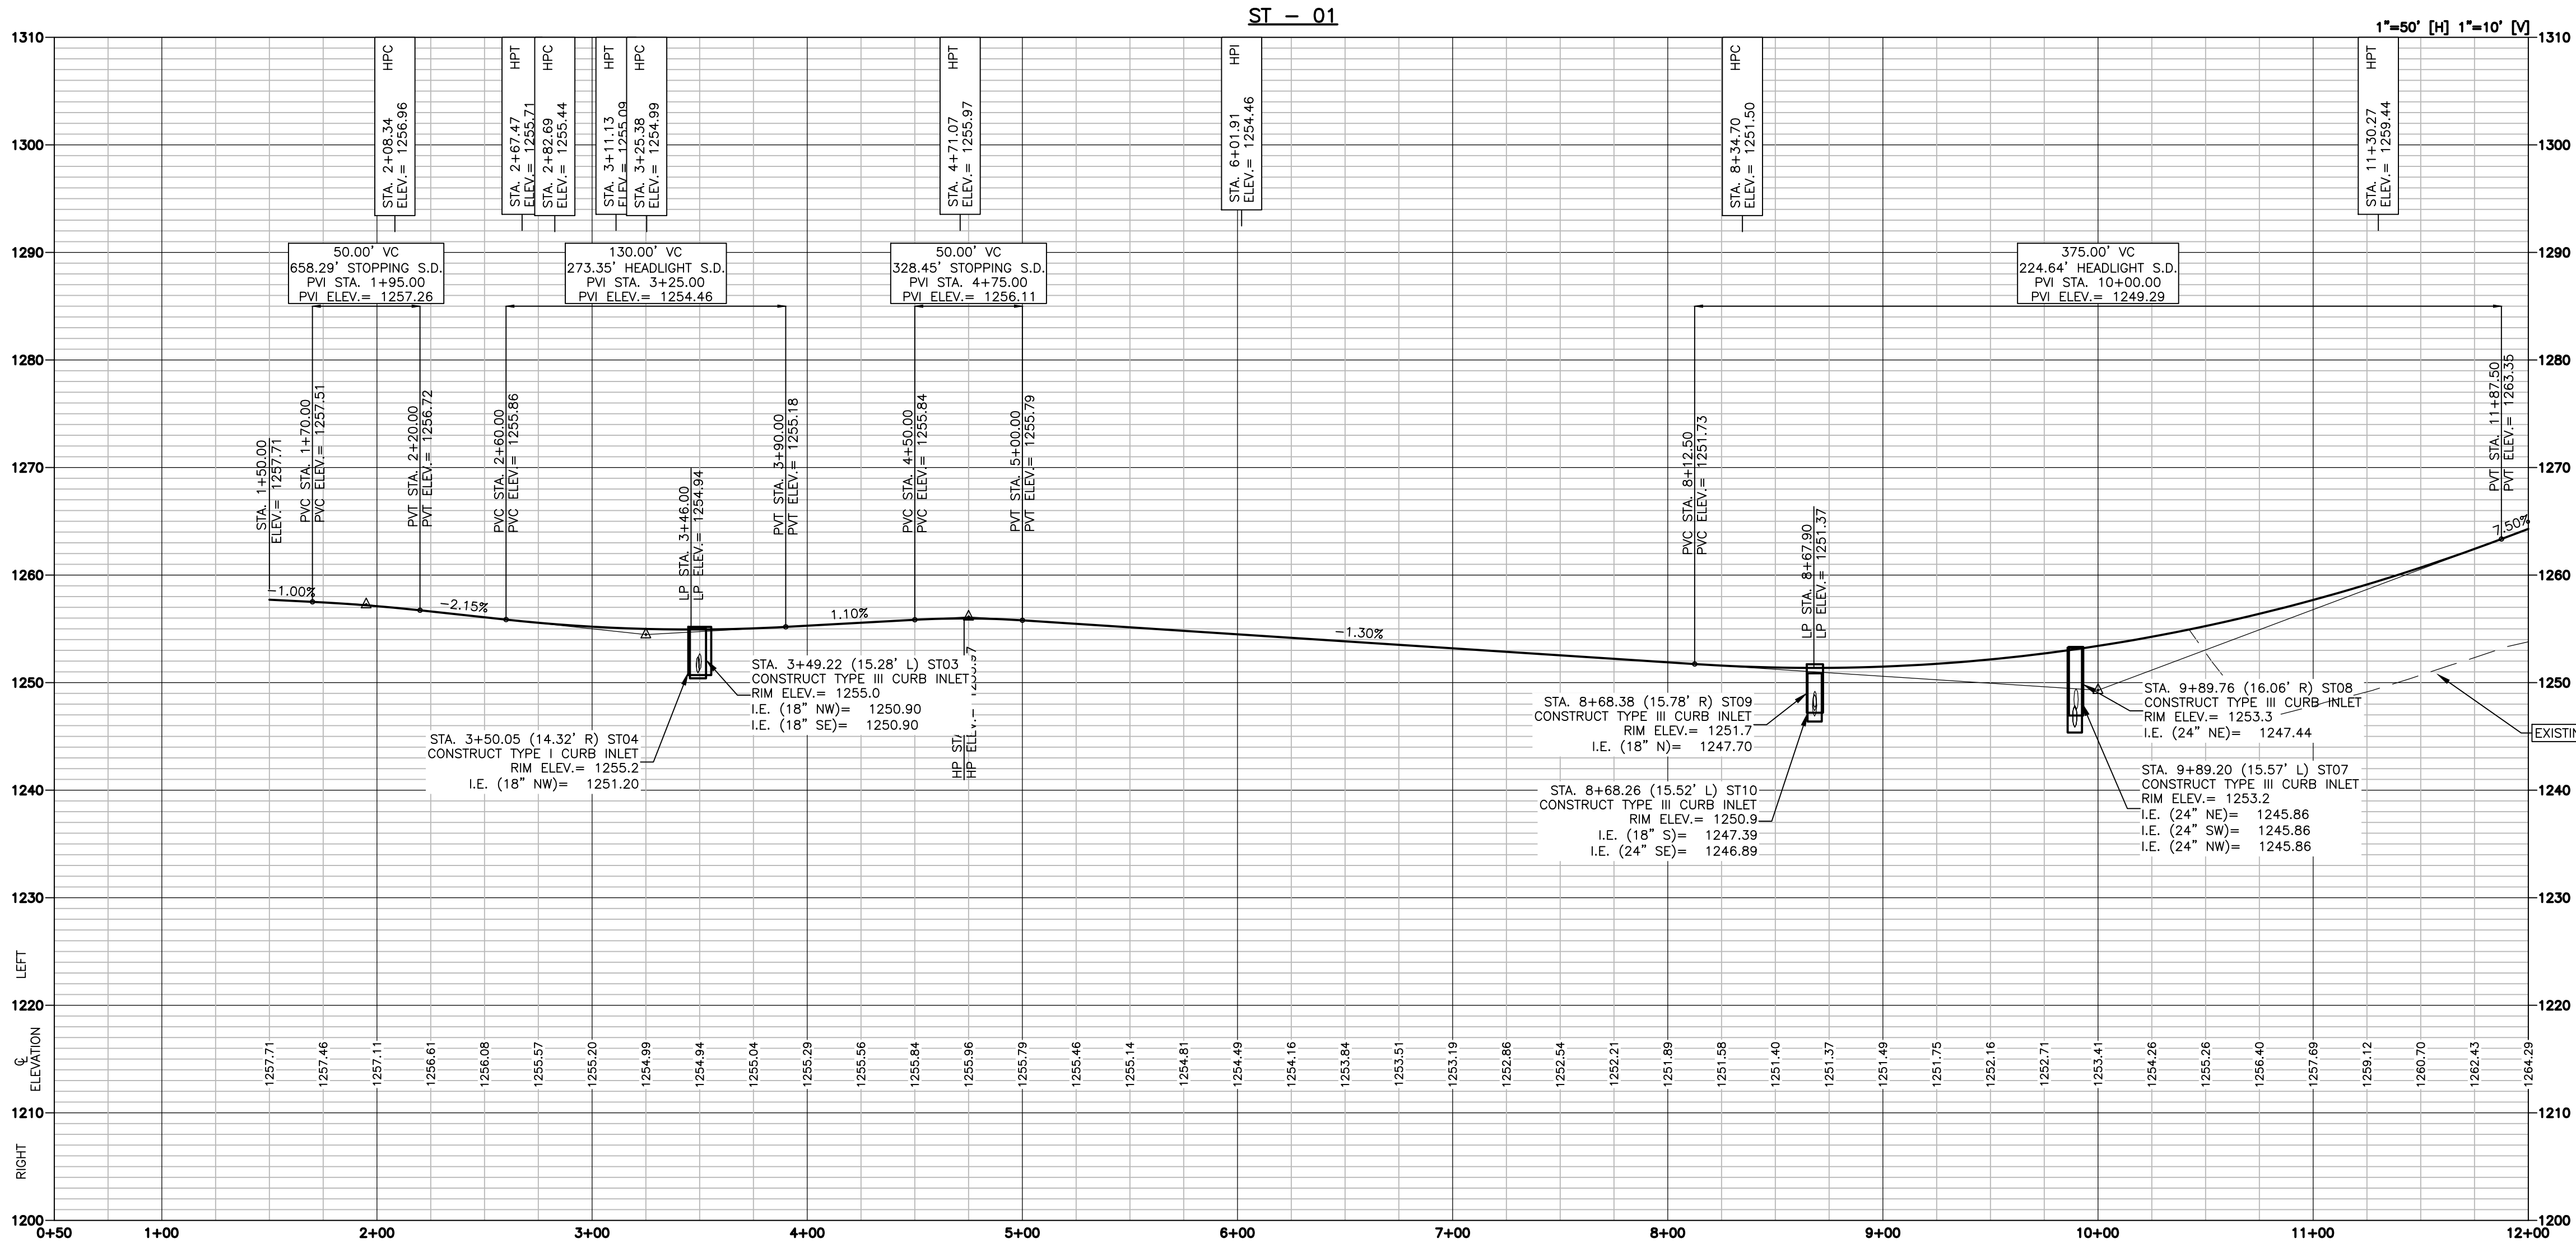 ST - 01
1"=50' [H] 1"=10' [V]
1310
1300
1290
1280
1270
1260
1250
1240
1230
1220
1210
1200
1310
1300
1290
1280
1270
1260
1250
1240
1230
1220
1210
1200
STA. 2+08.34 HPC
ELEV.= 1256.96
STA. 2+67.47 HPT
ELEV.= 1255.71
STA. 2+82.69 HPC
ELEV.= 1255.44
STA. 3+11.13 HPT
ELEV.= 1255.09
STA. 3+25.38 HPC
ELEV.= 1254.99
STA. 4+71.07 HPT
ELEV.= 1255.97
STA. 6+01.91 HPI
ELEV.= 1254.46
STA. 8+34.70 HPC
ELEV.= 1251.50
STA. 11+30.27 HPT
ELEV.= 1259.44
50.00' VC
658.29' STOPPING S.D.
PVI STA. 1+95.00
PVI ELEV.= 1257.26
130.00' VC
273.35' HEADLIGHT S.D.
PVI STA. 3+25.00
PVI ELEV.= 1254.46
50.00' VC
328.45' STOPPING S.D.
PVI STA. 4+75.00
PVI ELEV.= 1256.11
375.00' VC
224.64' HEADLIGHT S.D.
PVI STA. 10+00.00
PVI ELEV.= 1249.29
STA. 1+50.00
ELEV.= 1257.71
PVC STA. 1+70.00
PVC ELEV.= 1257.51
PVT STA. 2+20.00
PVT ELEV.= 1256.72
PVC STA. 2+60.00
PVC ELEV.= 1255.86
LP STA. 3+46.00
LP ELEV.= 1254.94
PVT STA. 3+90.00
PVT ELEV.= 1255.18
PVC STA. 4+50.00
PVC ELEV.= 1255.84
PVT STA. 5+00.00
PVT ELEV.= 1255.79
PVC STA. 8+12.50
PVC ELEV.= 1251.73
LP STA. 8+67.90
LP ELEV.= 1251.37
PVT STA. 11+87.50
PVT ELEV.= 1263.35
-1.00%
-2.15%
1.10%
-1.30%
7.50%
STA. 3+49.22 (15.28' L) ST03
CONSTRUCT TYPE III CURB INLET
RIM ELEV.= 1255.0
I.E. (18" NW)= 1250.90
I.E. (18" SE)= 1250.90
HP
HP
STA. 3+50.05 (14.32' R) ST04
CONSTRUCT TYPE I CURB INLET
RIM ELEV.= 1255.2
I.E. (18" NW)= 1251.20
STA. 8+68.38 (15.78' R) ST09
CONSTRUCT TYPE III CURB INLET
RIM ELEV.= 1251.7
I.E. (18" N)= 1247.70
STA. 8+68.26 (15.52' L) ST10
CONSTRUCT TYPE III CURB INLET
RIM ELEV.= 1250.9
I.E. (18" S)= 1247.39
I.E. (24" SE)= 1246.89
STA. 9+89.76 (16.06' R) ST08
CONSTRUCT TYPE III CURB INLET
RIM ELEV.= 1253.3
I.E. (24" NE)= 1247.44
STA. 9+89.20 (15.57' L) ST07
CONSTRUCT TYPE III CURB INLET
RIM ELEV.= 1253.2
I.E. (24" NE)= 1245.86
I.E. (24" SW)= 1245.86
I.E. (24" NW)= 1245.86
EXISTIN
LEFT
℄
ELEVATION
RIGHT
1257.71
1257.46
1257.11
1256.61
1256.08
1255.57
1255.20
1254.99
1254.94
1255.04
1255.29
1255.56
1255.84
1255.96
1255.79
1255.46
1255.14
1254.81
1254.49
1254.16
1253.84
1253.51
1253.19
1252.86
1252.54
1252.21
1251.89
1251.58
1251.40
1251.37
1251.49
1251.75
1252.16
1252.71
1253.41
1254.26
1255.26
1256.40
1257.69
1259.12
1260.70
1262.43
1264.29
0+50
1+00
2+00
3+00
4+00
5+00
6+00
7+00
8+00
9+00
10+00
11+00
12+00